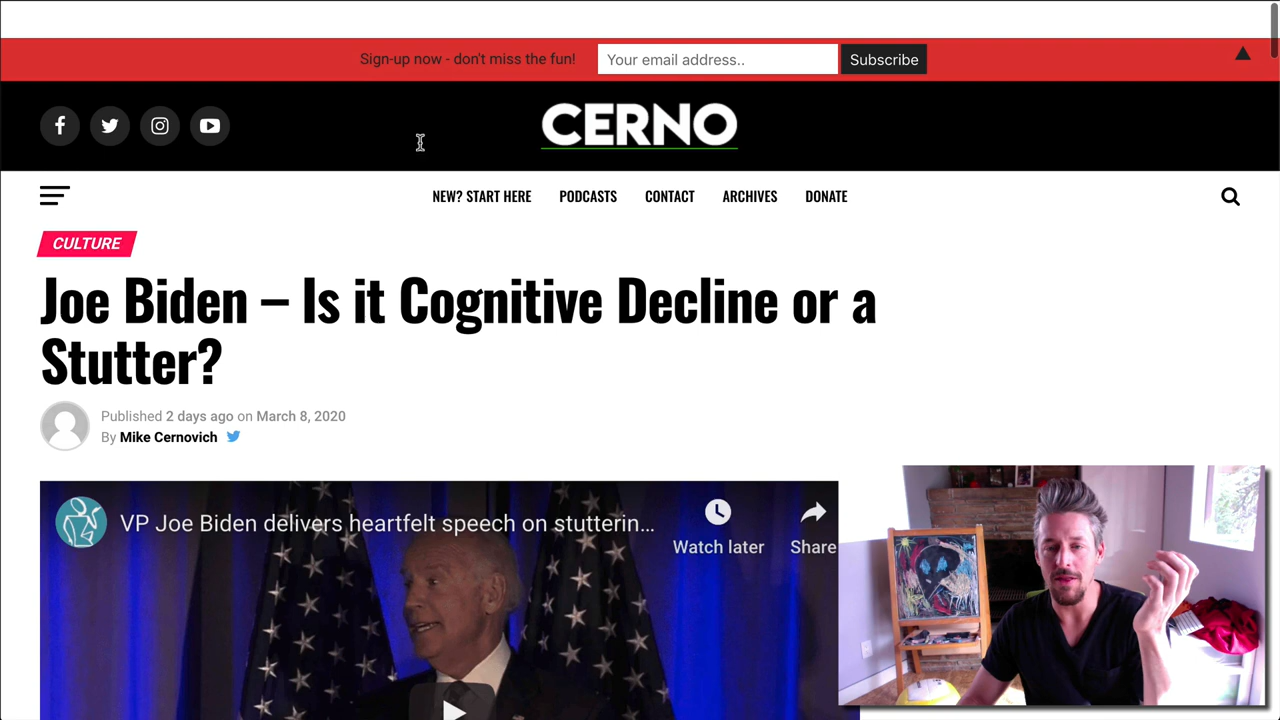 Sign-up now - don't miss the fun!
Your email address..
Subscribe
CERNO
NEW? START HERE
PODCASTS
CONTACT
ARCHIVES
DONATE
CULTURE
Joe Biden – Is it Cognitive Decline or a
Stutter?
Published 2 days ago on March 8, 2020
By Mike Cernovich
VP Joe Biden delivers heartfelt speech on stutterin...
Watch later
Share